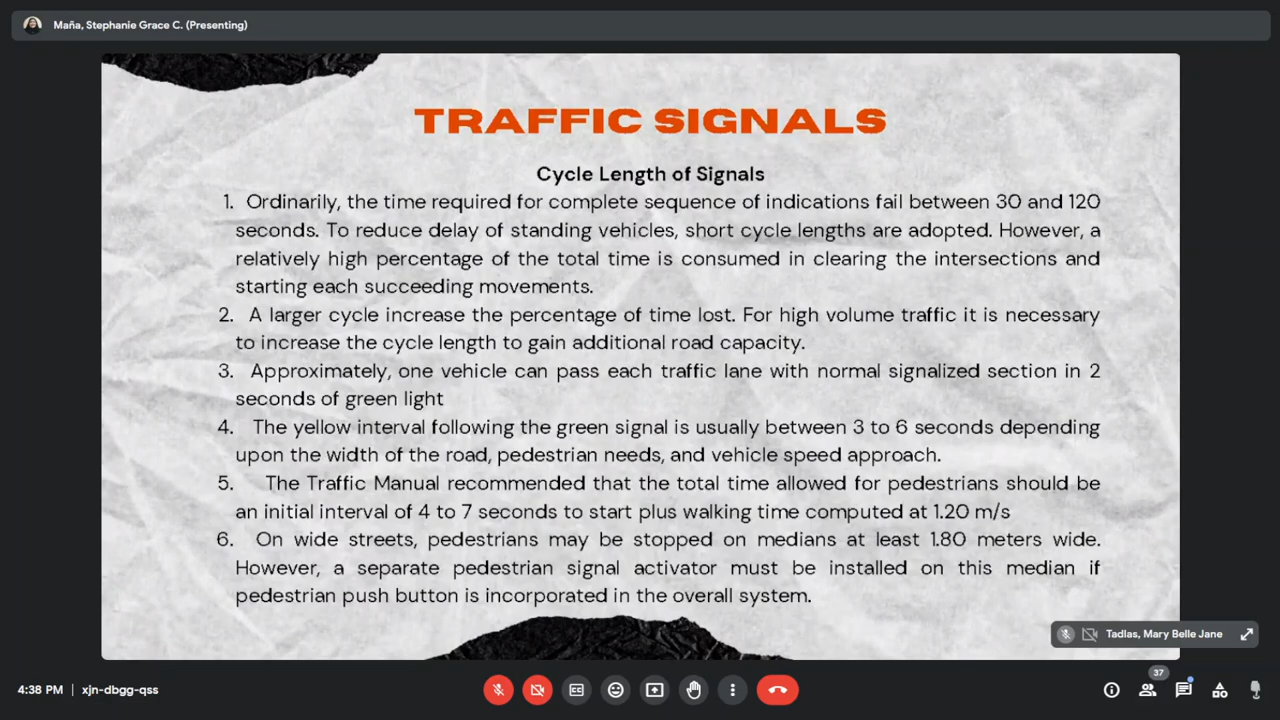 Maña, Stephanie Grace C. (Presenting)
TRAFFIC SIGNALS
Cycle Length of Signals
1. Ordinarily, the time required for complete sequence of indications fail between 30 and 120
seconds. To reduce delay of standing vehicles, short cycle lengths are adopted. However, a
relatively high percentage of the total time is consumed in clearing the intersections and
starting each succeeding movements.
2. A larger cycle increase the percentage of time lost. For high volume traffic it is necessary
to increase the cycle length to gain additional road capacity.
3. Approximately, one vehicle can pass each traffic lane with normal signalized section in 2
seconds of green light
4. The yellow interval following the green signal is usually between 3 to 6 seconds depending
upon the width of the road, pedestrian needs, and vehicle speed approach.
5. The Traffic Manual recommended that the total time allowed for pedestrians should be
an initial interval of 4 to 7 seconds to start plus walking time computed at 1.20 m/s
6. On wide streets, pedestrians may be stopped on medians at least 1.80 meters wide.
However, a separate pedestrian signal activator must be installed on this median if
pedestrian push button is incorporated in the overall system.
Tadlas, Mary Belle Jane
4:38 PM | xjn-dbgg-qss
37